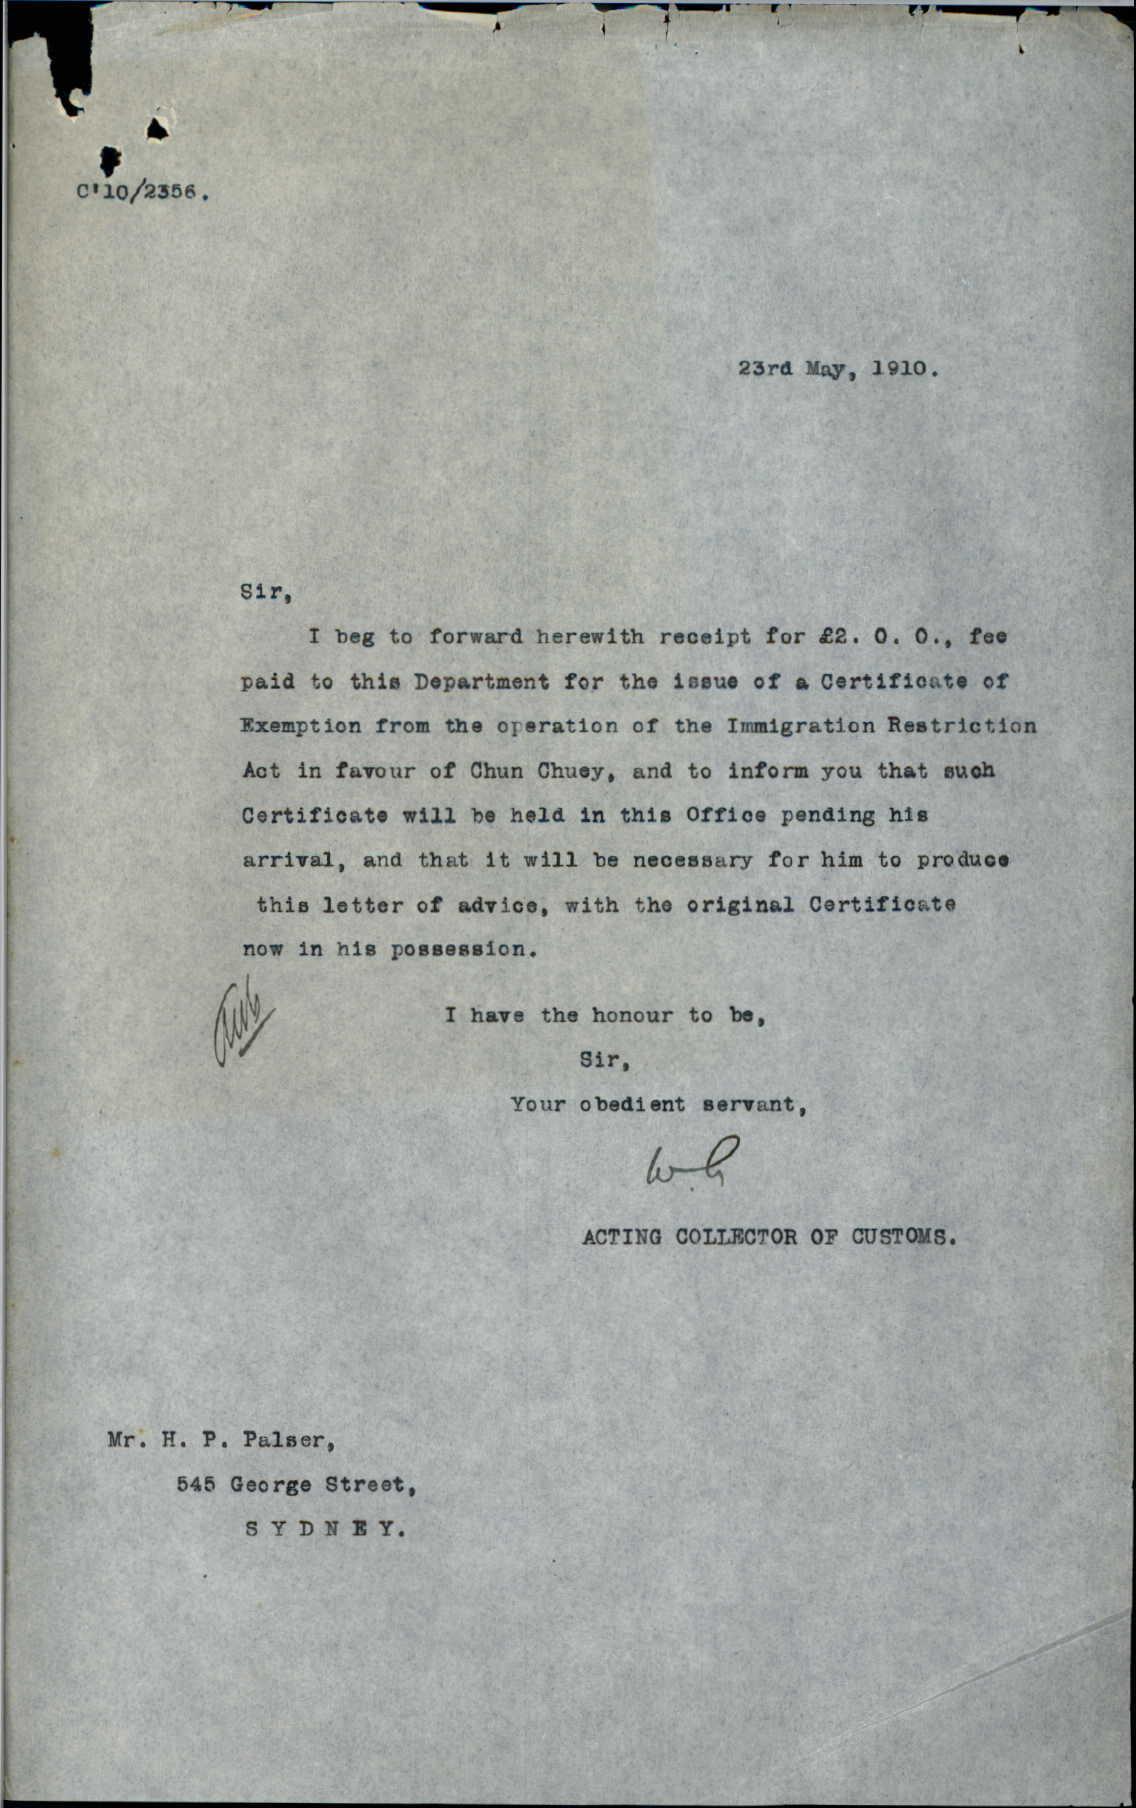 C'10/2356.
23rd May, 1910.
Sir,
I beg to forward herewith receipt for £2. 0. 0., fee
paid to this Department for the issue of a Certificate of
Exemption from the operation of the Immigration Restriction
Act in favour of Chun Chuey, and to inform you that such
Certificate will be held in this Office pending his
arrival, and that it will be necessary for him to produce
this letter of advice, with the original Certificate
now in his possession.
I have the honour to be,
Sir,
Your obedient servant,
ACTING COLLECTOR OF CUSTOMS.
Mr. H. P. Palser,
545 George Street,
S Y D N E Y.